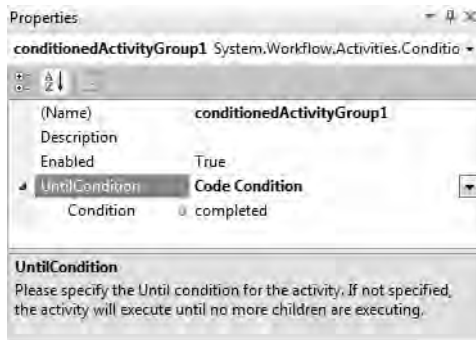 Properties
conditionedActivityGroup1 System.Workflow.Activities.Conditio
(Name) conditionedActivityGroup1
Description
Enabled True
UntilCondition Code Condition
Condition completed
UntilCondition
Please specify the Until condition for the activity. If not specified,
the activity will execute until no more children are executing.